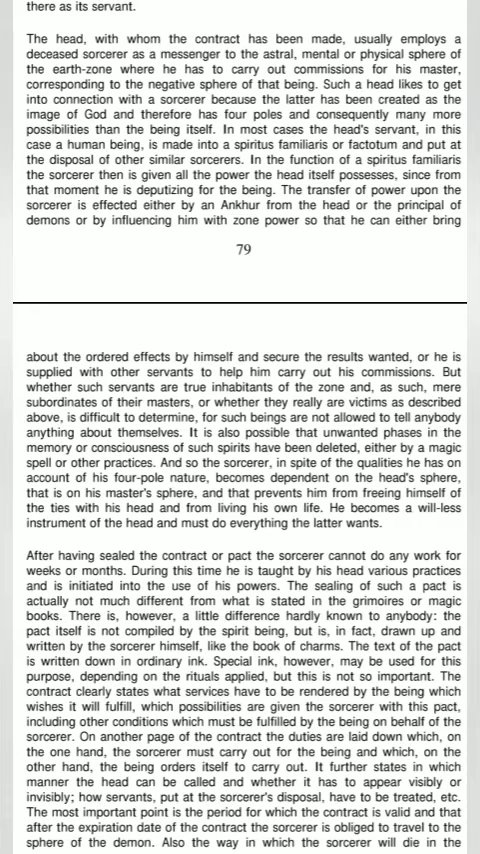 there as its servant.
The head, with whom the contract has been made, usually employs a
deceased sorcerer as a messenger to the astral, mental or physical sphere of
the earth-zone where he has to carry out commissions for his master,
corresponding to the negative sphere of that being. Such a head likes to get
into connection with a sorcerer because the latter has been created as the
image of God and therefore has four poles and consequently many more
possibilities than the being itself. In most cases the head's servant, in this
case a human being, is made into a spiritus familiaris or factotum and put at
the disposal of other similar sorcerers. In the function of a spiritus familiaris
the sorcerer then is given all the power the head itself possesses, since from
that moment he is deputizing for the being. The transfer of power upon the
sorcerer is effected either by an Ankhur from the head or the principal of
demons or by influencing him with zone power so that he can either bring
79
about the ordered effects by himself and secure the results wanted, or he is
supplied with other servants to help him carry out his commissions. But
whether such servants are true inhabitants of the zone and, as such, mere
subordinates of their masters, or whether they really are victims as described
above, is difficult to determine, for such beings are not allowed to tell anybody
anything about themselves. It is also possible that unwanted phases in the
memory or consciousness of such spirits have been deleted, either by a magic
spell or other practices. And so the sorcerer, in spite of the qualities he has on
account of his four-pole nature, becomes dependent on the head's sphere,
that is on his master's sphere, and that prevents him from freeing himself of
the ties with his head and from living his own life. He becomes a will-less
instrument of the head and must do everything the latter wants.
After having sealed the contract or pact the sorcerer cannot do any work for
weeks or months. During this time he is taught by his head various practices
and is initiated into the use of his powers. The sealing of such a pact is
actually not much different from what is stated in the grimoires or magic
books. There is, however, a little difference hardly known to anybody: the
pact itself is not compiled by the spirit being, but is, in fact, drawn up and
written by the sorcerer himself, like the book of charms. The text of the pact
is written down in ordinary ink. Special ink, however, may be used for this
purpose, depending on the rituals applied, but this is not so important. The
contract clearly states what services have to be rendered by the being which
wishes it will fulfill, which possibilities are given the sorcerer with this pact,
including other conditions which must be fulfilled by the being on behalf of the
sorcerer. On another page of the contract the duties are laid down which, on
the one hand, the sorcerer must carry out for the being and which, on the
other hand, the being orders itself to carry out. It further states in which
manner the head can be called and whether it has to appear visibly or
invisibly; how servants, put at the sorcerer's disposal, have to be treated, etc.
The most important point is the period for which the contract is valid and that
after the expiration date of the contract the sorcerer is obliged to travel to the
sphere of the demon. Also the way in which the sorcerer will die in the